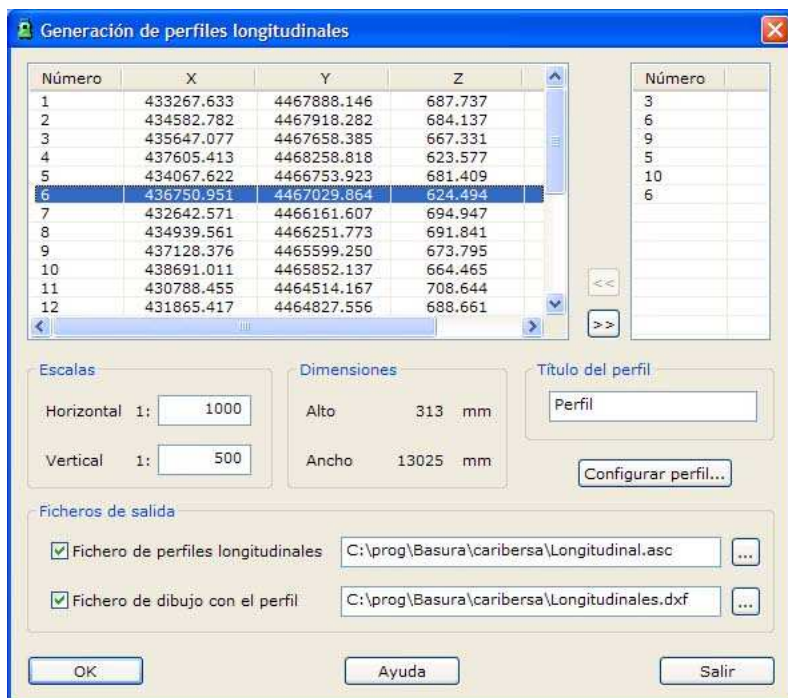 Generación de perfiles longitudinales
Número X Y Z
1 433267.633 4467888.146 687.737
2 434582.782 4467918.282 684.137
3 435647.077 4467658.385 667.331
4 437605.413 4468258.818 623.577
5 434067.622 4466753.923 681.409
6 436750.951 4467029.864 624.494
7 432642.571 4466161.607 694.947
8 434939.561 4466251.773 691.841
9 437128.376 4465599.250 673.795
10 438691.011 4465852.137 664.465
11 430788.455 4464514.167 708.644
12 431865.417 4464827.556 688.661
Número
3
6
9
5
10
6
<<
>>
Escalas
Horizontal 1: 1000
Vertical 1: 500
Dimensiones
Alto 313 mm
Ancho 13025 mm
Título del perfil
Perfil
Configurar perfil...
Ficheros de salida
Fichero de perfiles longitudinales C:\prog\Basura\caribersa\Longitudinal.asc ...
Fichero de dibujo con el perfil C:\prog\Basura\caribersa\Longitudinales.dxf ...
OK Ayuda Salir